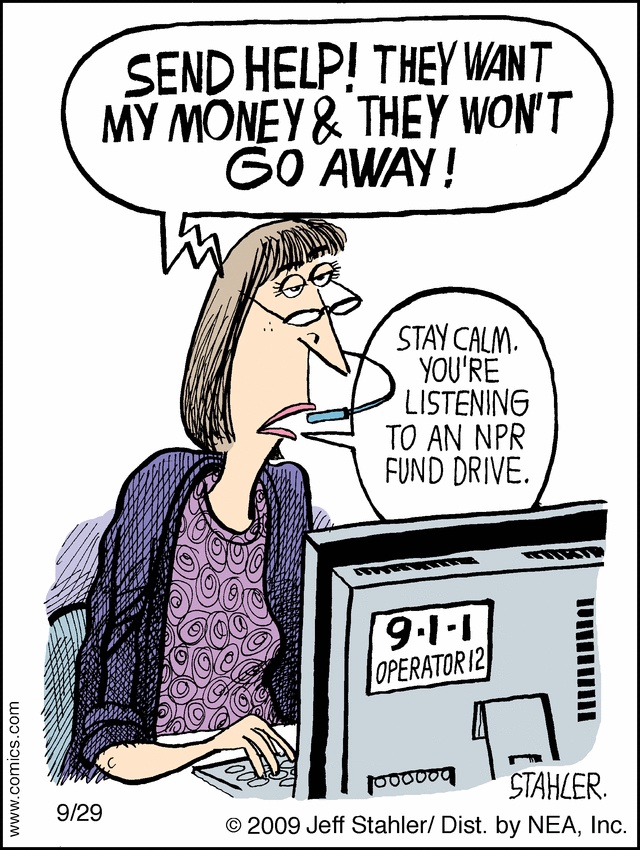 SEND HELP! THEY WANT
MY MONEY & THEY WON'T
GO AWAY!
STAY CALM.
YOU'RE
LISTENING
TO AN NPR
FUND DRIVE.
9-1-1
OPERATOR 12
STAHLER.
www.comics.com
9/29
© 2009 Jeff Stahler/ Dist. by NEA, Inc.